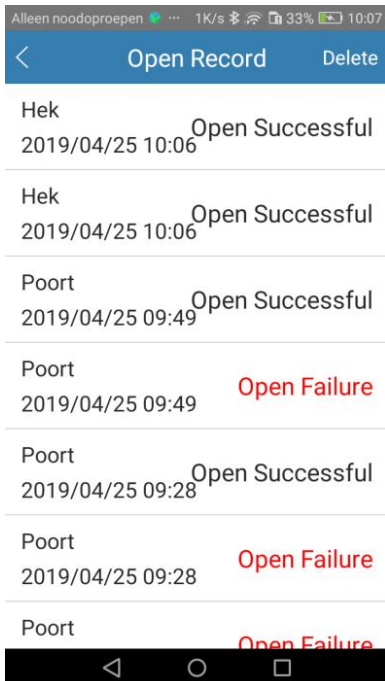 Alleen noodoproepen ... 1K/s 33% 10:07
Open Record Delete
Hek
Open Successful
2019/04/25 10:06
Hek
Open Successful
2019/04/25 10:06
Poort
Open Successful
2019/04/25 09:49
Poort
Open Failure
2019/04/25 09:49
Poort
Open Successful
2019/04/25 09:28
Poort
Open Failure
2019/04/25 09:28
Poort
Open Failure